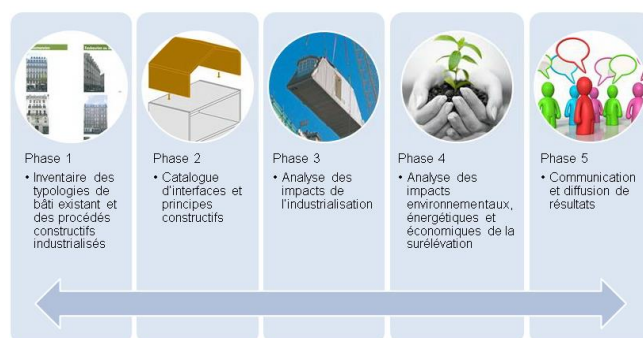 Phase 1
• Inventaire des
typologies de
bâti existant et
des procédés
constructifs
industrialisés
Phase 2
• Catalogue
d'interfaces et
principes
constructifs
Phase 3
• Analyse des
impacts de
l'industrialisation
Phase 4
• Analyse des
impacts
environnementaux,
énergétiques et
économiques de la
surélévation
Phase 5
• Communication
et diffusion de
résultats